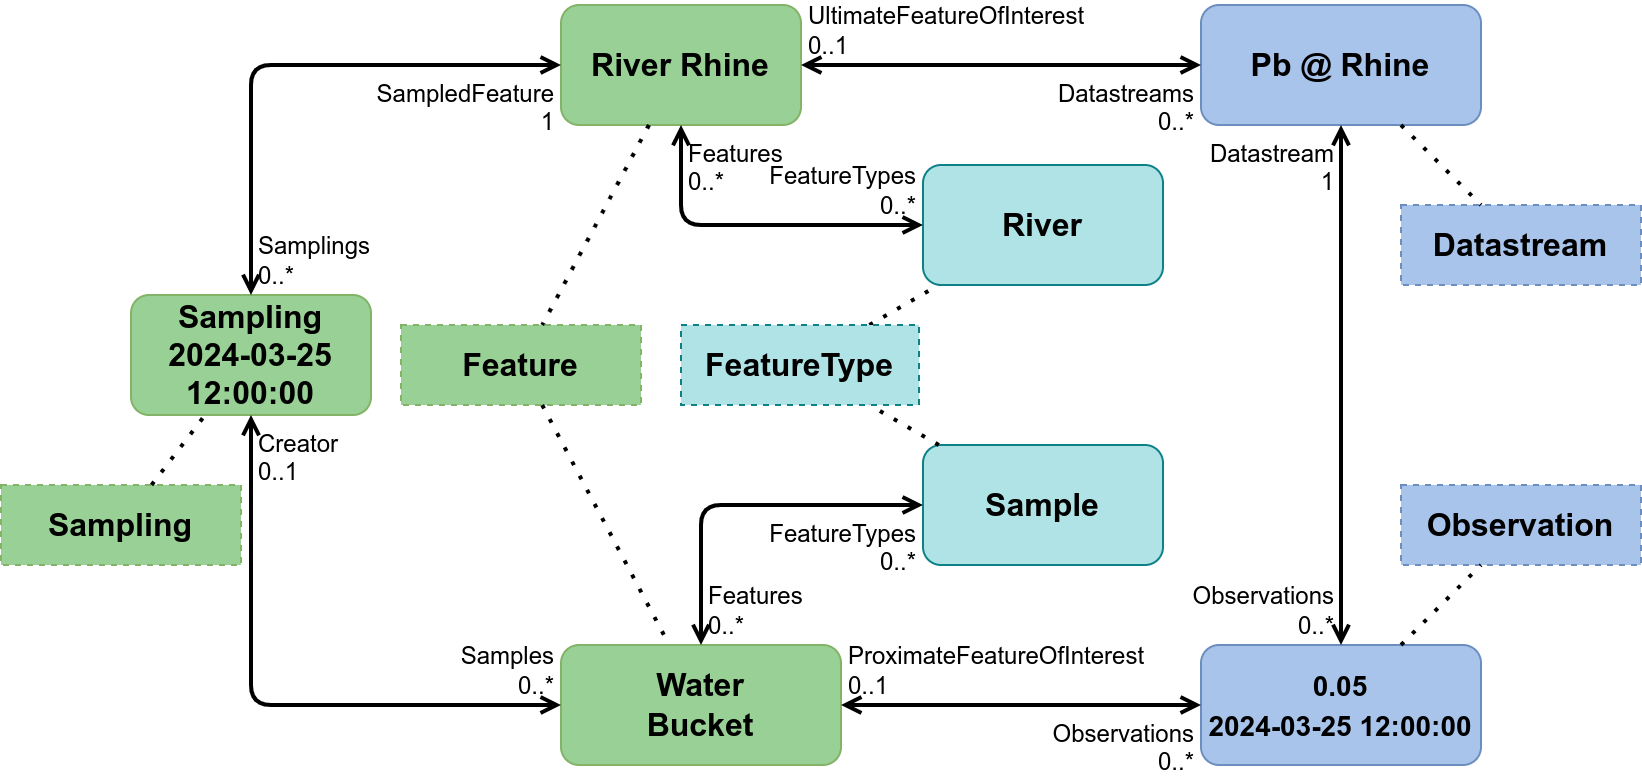 UltimateFeatureOfInterest
0..1
River Rhine
Pb @ Rhine
SampledFeature
1
Datastreams
0..*
Features
0..*
FeatureTypes
0..*
Datastream
1
River
Datastream
Samplings
0..*
Sampling
2024-03-25
12:00:00
Feature
FeatureType
Creator
0..1
Sampling
Sample
Observation
FeatureTypes
0..*
Features
0..*
Observations
0..*
Samples
0..*
Water
Bucket
ProximateFeatureOfInterest
0..1
0.05
2024-03-25 12:00:00
Observations
0..*